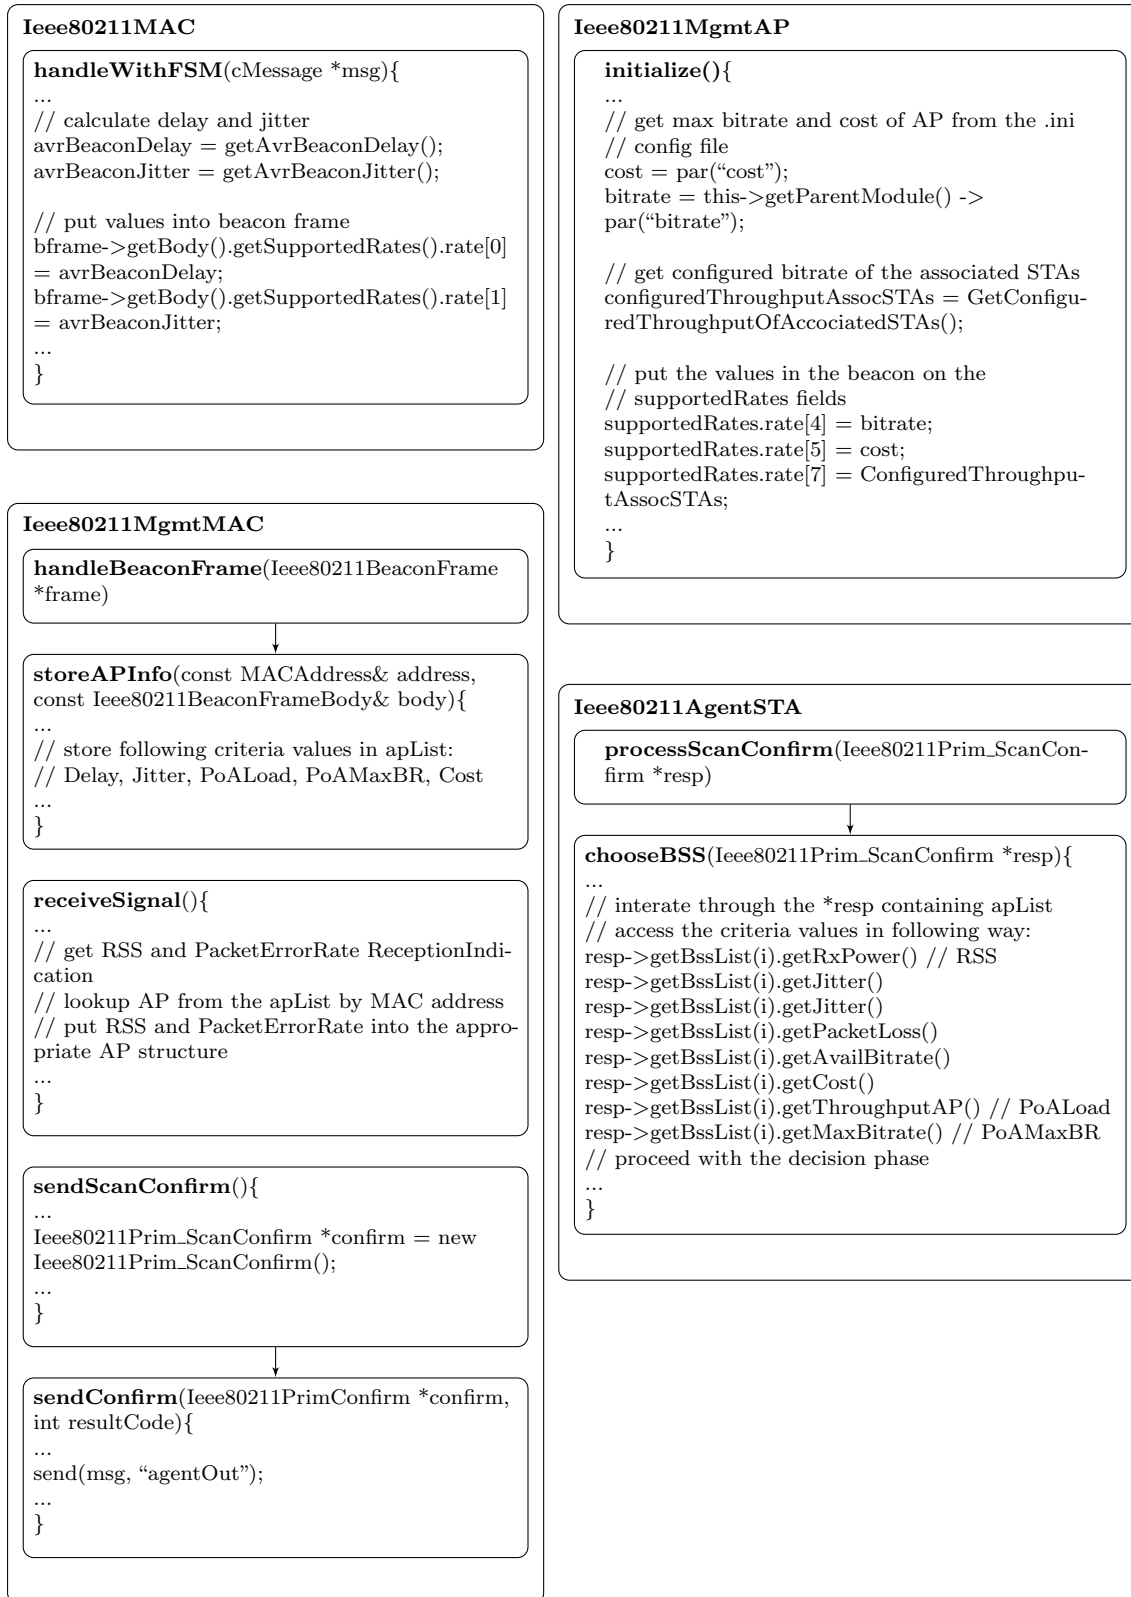 Ieee80211MAC
handleWithFSM(cMessage *msg){
...
// calculate delay and jitter
avrBeaconDelay = getAvrBeaconDelay();
avrBeaconJitter = getAvrBeaconJitter();
// put values into beacon frame
bframe->getBody().getSupportedRates().rate[0]
= avrBeaconDelay;
bframe->getBody().getSupportedRates().rate[1]
= avrBeaconJitter;
...
}
Ieee80211MgmtMAC
handleBeaconFrame(Ieee80211BeaconFrame
*frame)
storeAPInfo(const MACAddress& address,
const Ieee80211BeaconFrameBody& body){
...
// store following criteria values in apList:
// Delay, Jitter, PoALoad, PoAMaxBR, Cost
...
}
receiveSignal(){
...
// get RSS and PacketErrorRate ReceptionIndi-
cation
// lookup AP from the apList by MAC address
// put RSS and PacketErrorRate into the appro-
priate AP structure
...
}
sendScanConfirm(){
...
Ieee80211Prim_ScanConfirm *confirm = new
Ieee80211Prim_ScanConfirm();
...
}
sendConfirm(Ieee80211PrimConfirm *confirm,
int resultCode){
...
send(msg, “agentOut”);
...
}
Ieee80211MgmtAP
initialize(){
...
// get max bitrate and cost of AP from the .ini
// config file
cost = par(“cost”);
bitrate = this->getParentModule() ->
par(“bitrate”);
// get configured bitrate of the associated STAs
configuredThroughputAssocSTAs = GetConfigu-
redThroughputOfAccociatedSTAs();
// put the values in the beacon on the
// supportedRates fields
supportedRates.rate[4] = bitrate;
supportedRates.rate[5] = cost;
supportedRates.rate[7] = ConfiguredThroughpu-
tAssocSTAs;
...
}
Ieee80211AgentSTA
processScanConfirm(Ieee80211Prim_ScanCon-
firm *resp)
chooseBSS(Ieee80211Prim_ScanConfirm *resp){
...
// interate through the *resp containing apList
// access the criteria values in following way:
resp->getBssList(i).getRxPower() // RSS
resp->getBssList(i).getJitter()
resp->getBssList(i).getJitter()
resp->getBssList(i).getPacketLoss()
resp->getBssList(i).getAvailBitrate()
resp->getBssList(i).getCost()
resp->getBssList(i).getThroughputAP() // PoALoad
resp->getBssList(i).getMaxBitrate() // PoAMaxBR
// proceed with the decision phase
...
}